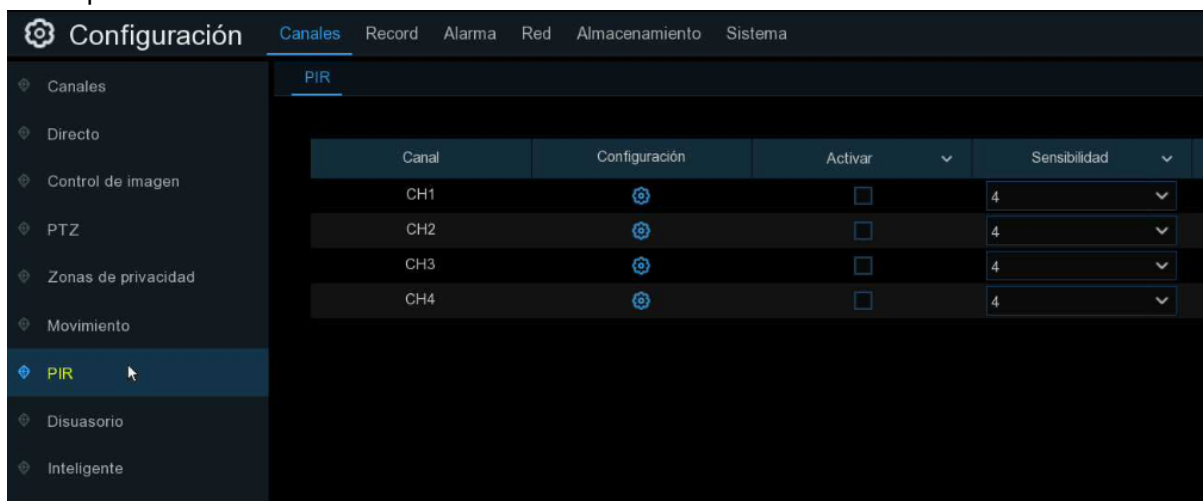 Configuración
Canales Record Alarma Red Almacenamiento Sistema
Canales
Directo
Control de imagen
PTZ
Zonas de privacidad
Movimiento
PIR
Disuasorio
Inteligente
PIR
Canal Configuración Activar Sensibilidad
CH1 4
CH2 4
CH3 4
CH4 4